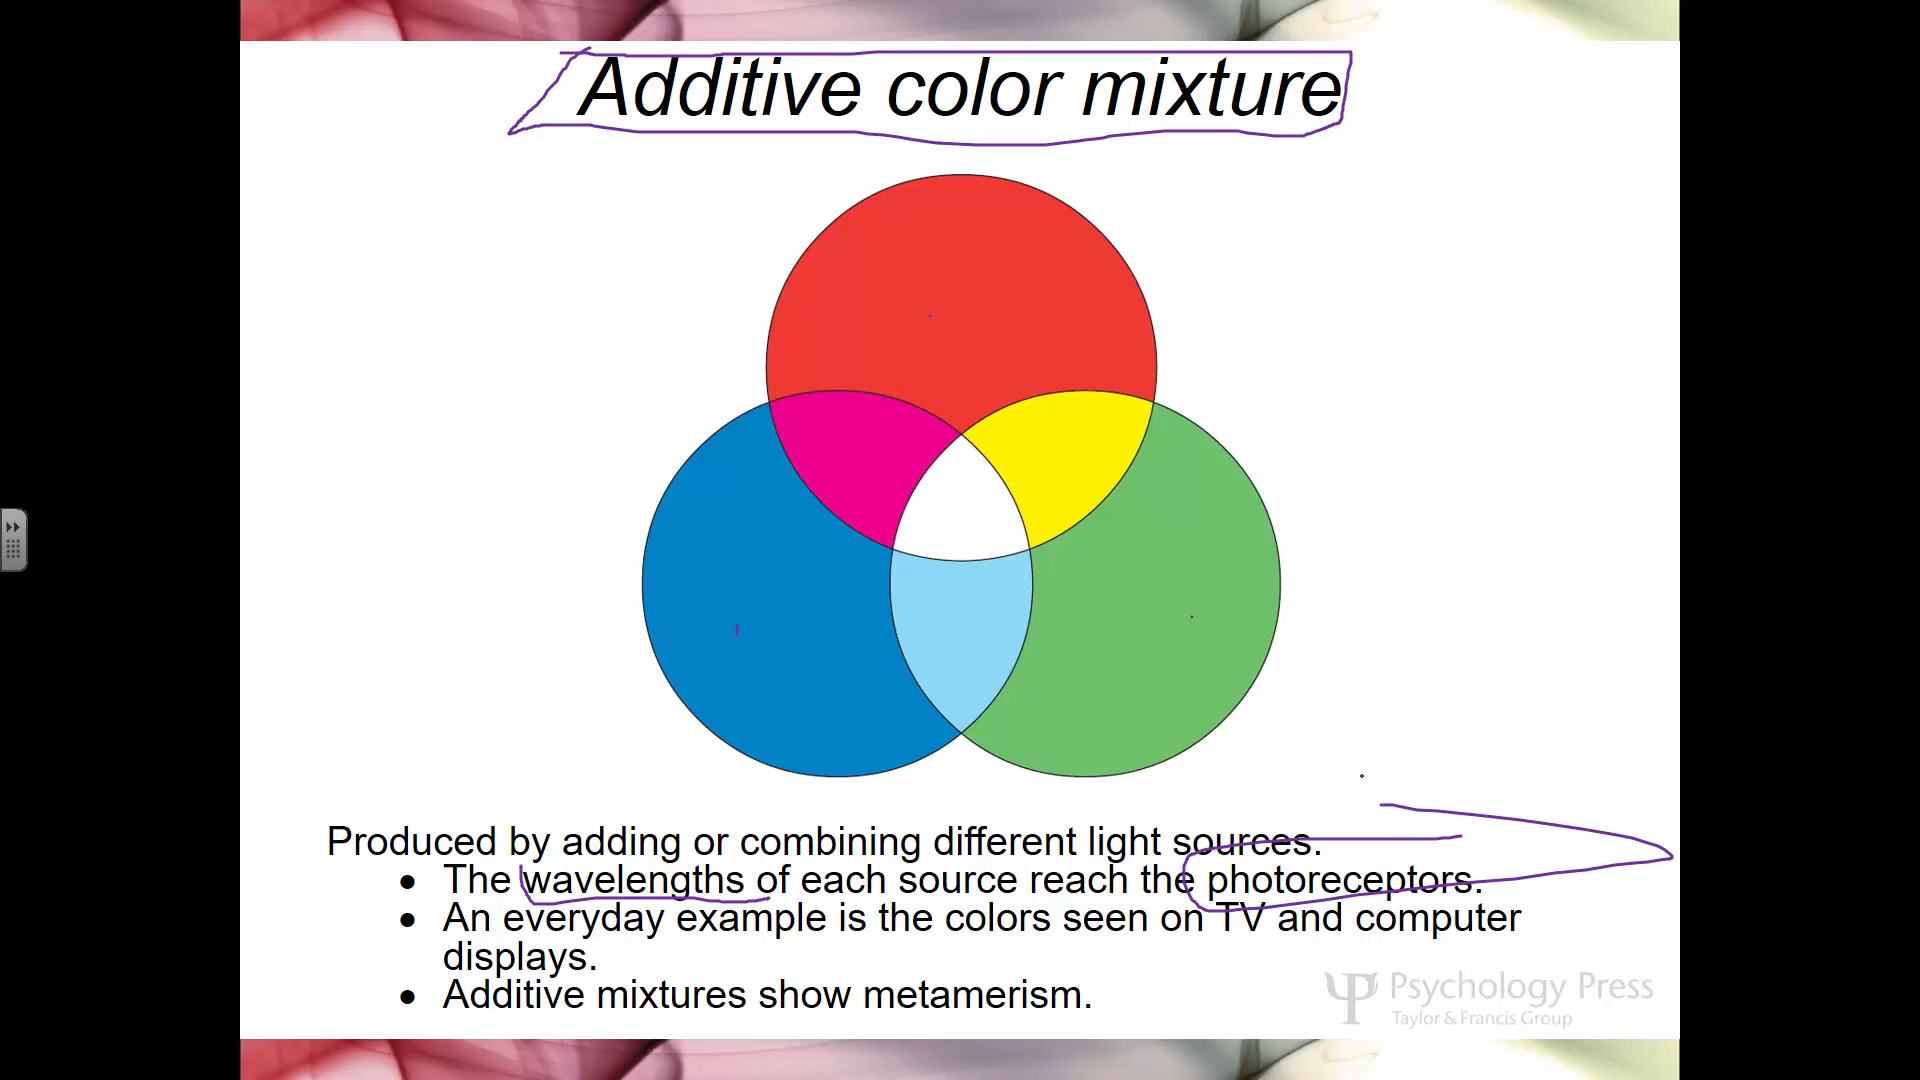 Additive color mixture
Produced by adding or combining different light sources.
• The wavelengths of each source reach the photoreceptors.
• An everyday example is the colors seen on TV and computer
displays.
• Additive mixtures show metamerism.
Psychology Press
Taylor & Francis Group